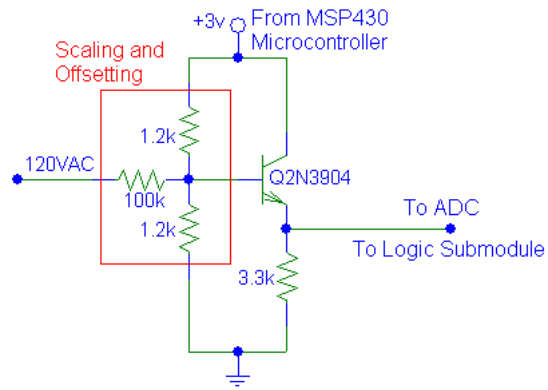 +3v
From MSP430
Microcontroller
Scaling and
Offsetting
1.2k
120VAC
100k
Q2N3904
1.2k
To ADC
To Logic Submodule
3.3k